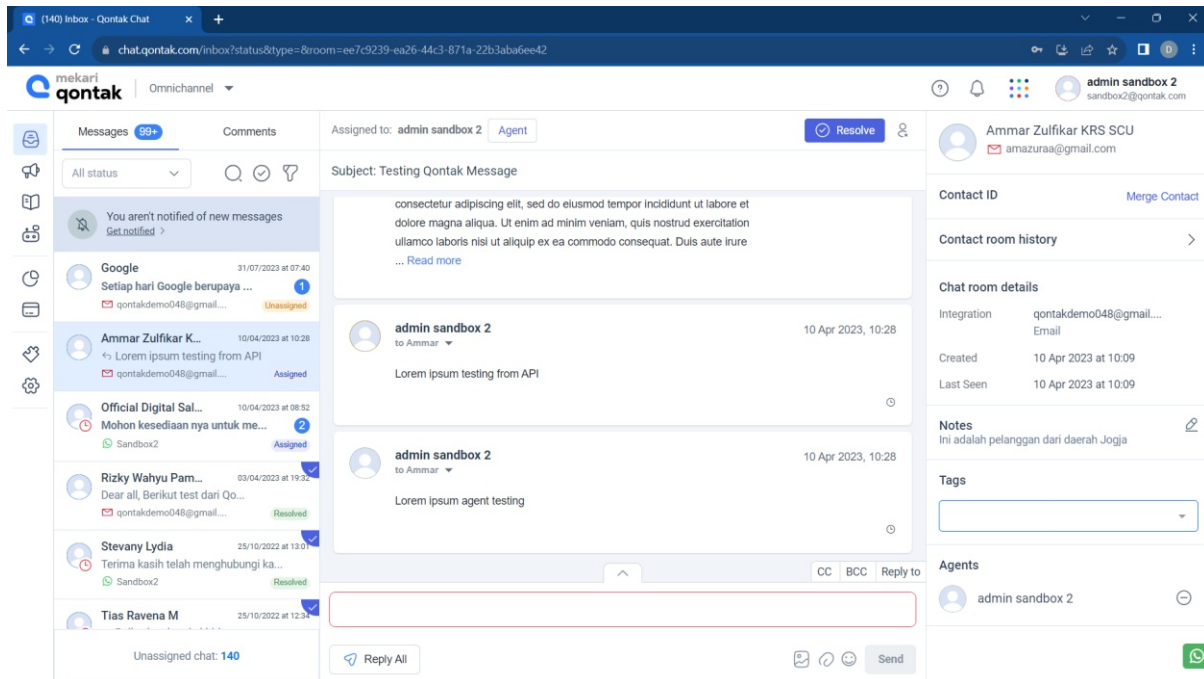 (140) Inbox - Qontak Chat
chat.qontak.com/inbox?status&type=&room=ee7c9239-ea26-44c3-871a-22b3aba6ee42
D
mekari
qontak
Omnichannel
admin sandbox 2
sandbox2@qontak.com
Messages 99+ Comments
All status
You aren't notified of new messages
Get notified >
Google 31/07/2023 at 07:40
Setiap hari Google berupaya ... 1
qontakdemo048@gmail.... Unassigned
Ammar Zulfikar K... 10/04/2023 at 10:28
Lorem ipsum testing from API
qontakdemo048@gmail.... Assigned
Official Digital Sal... 10/04/2023 at 08:52
Mohon kesediaan nya untuk me... 2
Sandbox2 Assigned
Rizky Wahyu Pam... 03/04/2023 at 19:32
Dear all, Berikut test dari Qo...
qontakdemo048@gmail.... Resolved
Stevany Lydia 25/10/2022 at 13:01
Terima kasih telah menghubungi ka...
Sandbox2 Resolved
Tias Ravena M 25/10/2022 at 12:34
Unassigned chat: 140
Assigned to: admin sandbox 2 Agent Resolve
Subject: Testing Qontak Message
consectetur adipiscing elit, sed do eiusmod tempor incididunt ut labore et
dolore magna aliqua. Ut enim ad minim veniam, quis nostrud exercitation
ullamco laboris nisi ut aliquip ex ea commodo consequat. Duis aute irure
... Read more
admin sandbox 2 10 Apr 2023, 10:28
to Ammar
Lorem ipsum testing from API
admin sandbox 2 10 Apr 2023, 10:28
to Ammar
Lorem ipsum agent testing
CC BCC Reply to
Reply All Send
Ammar Zulfikar KRS SCU
amazuraa@gmail.com
Contact ID Merge Contact
Contact room history
Chat room details
Integration qontakdemo048@gmail....
Email
Created 10 Apr 2023 at 10:09
Last Seen 10 Apr 2023 at 10:09
Notes
Ini adalah pelanggan dari daerah Jogja
Tags
Agents
admin sandbox 2